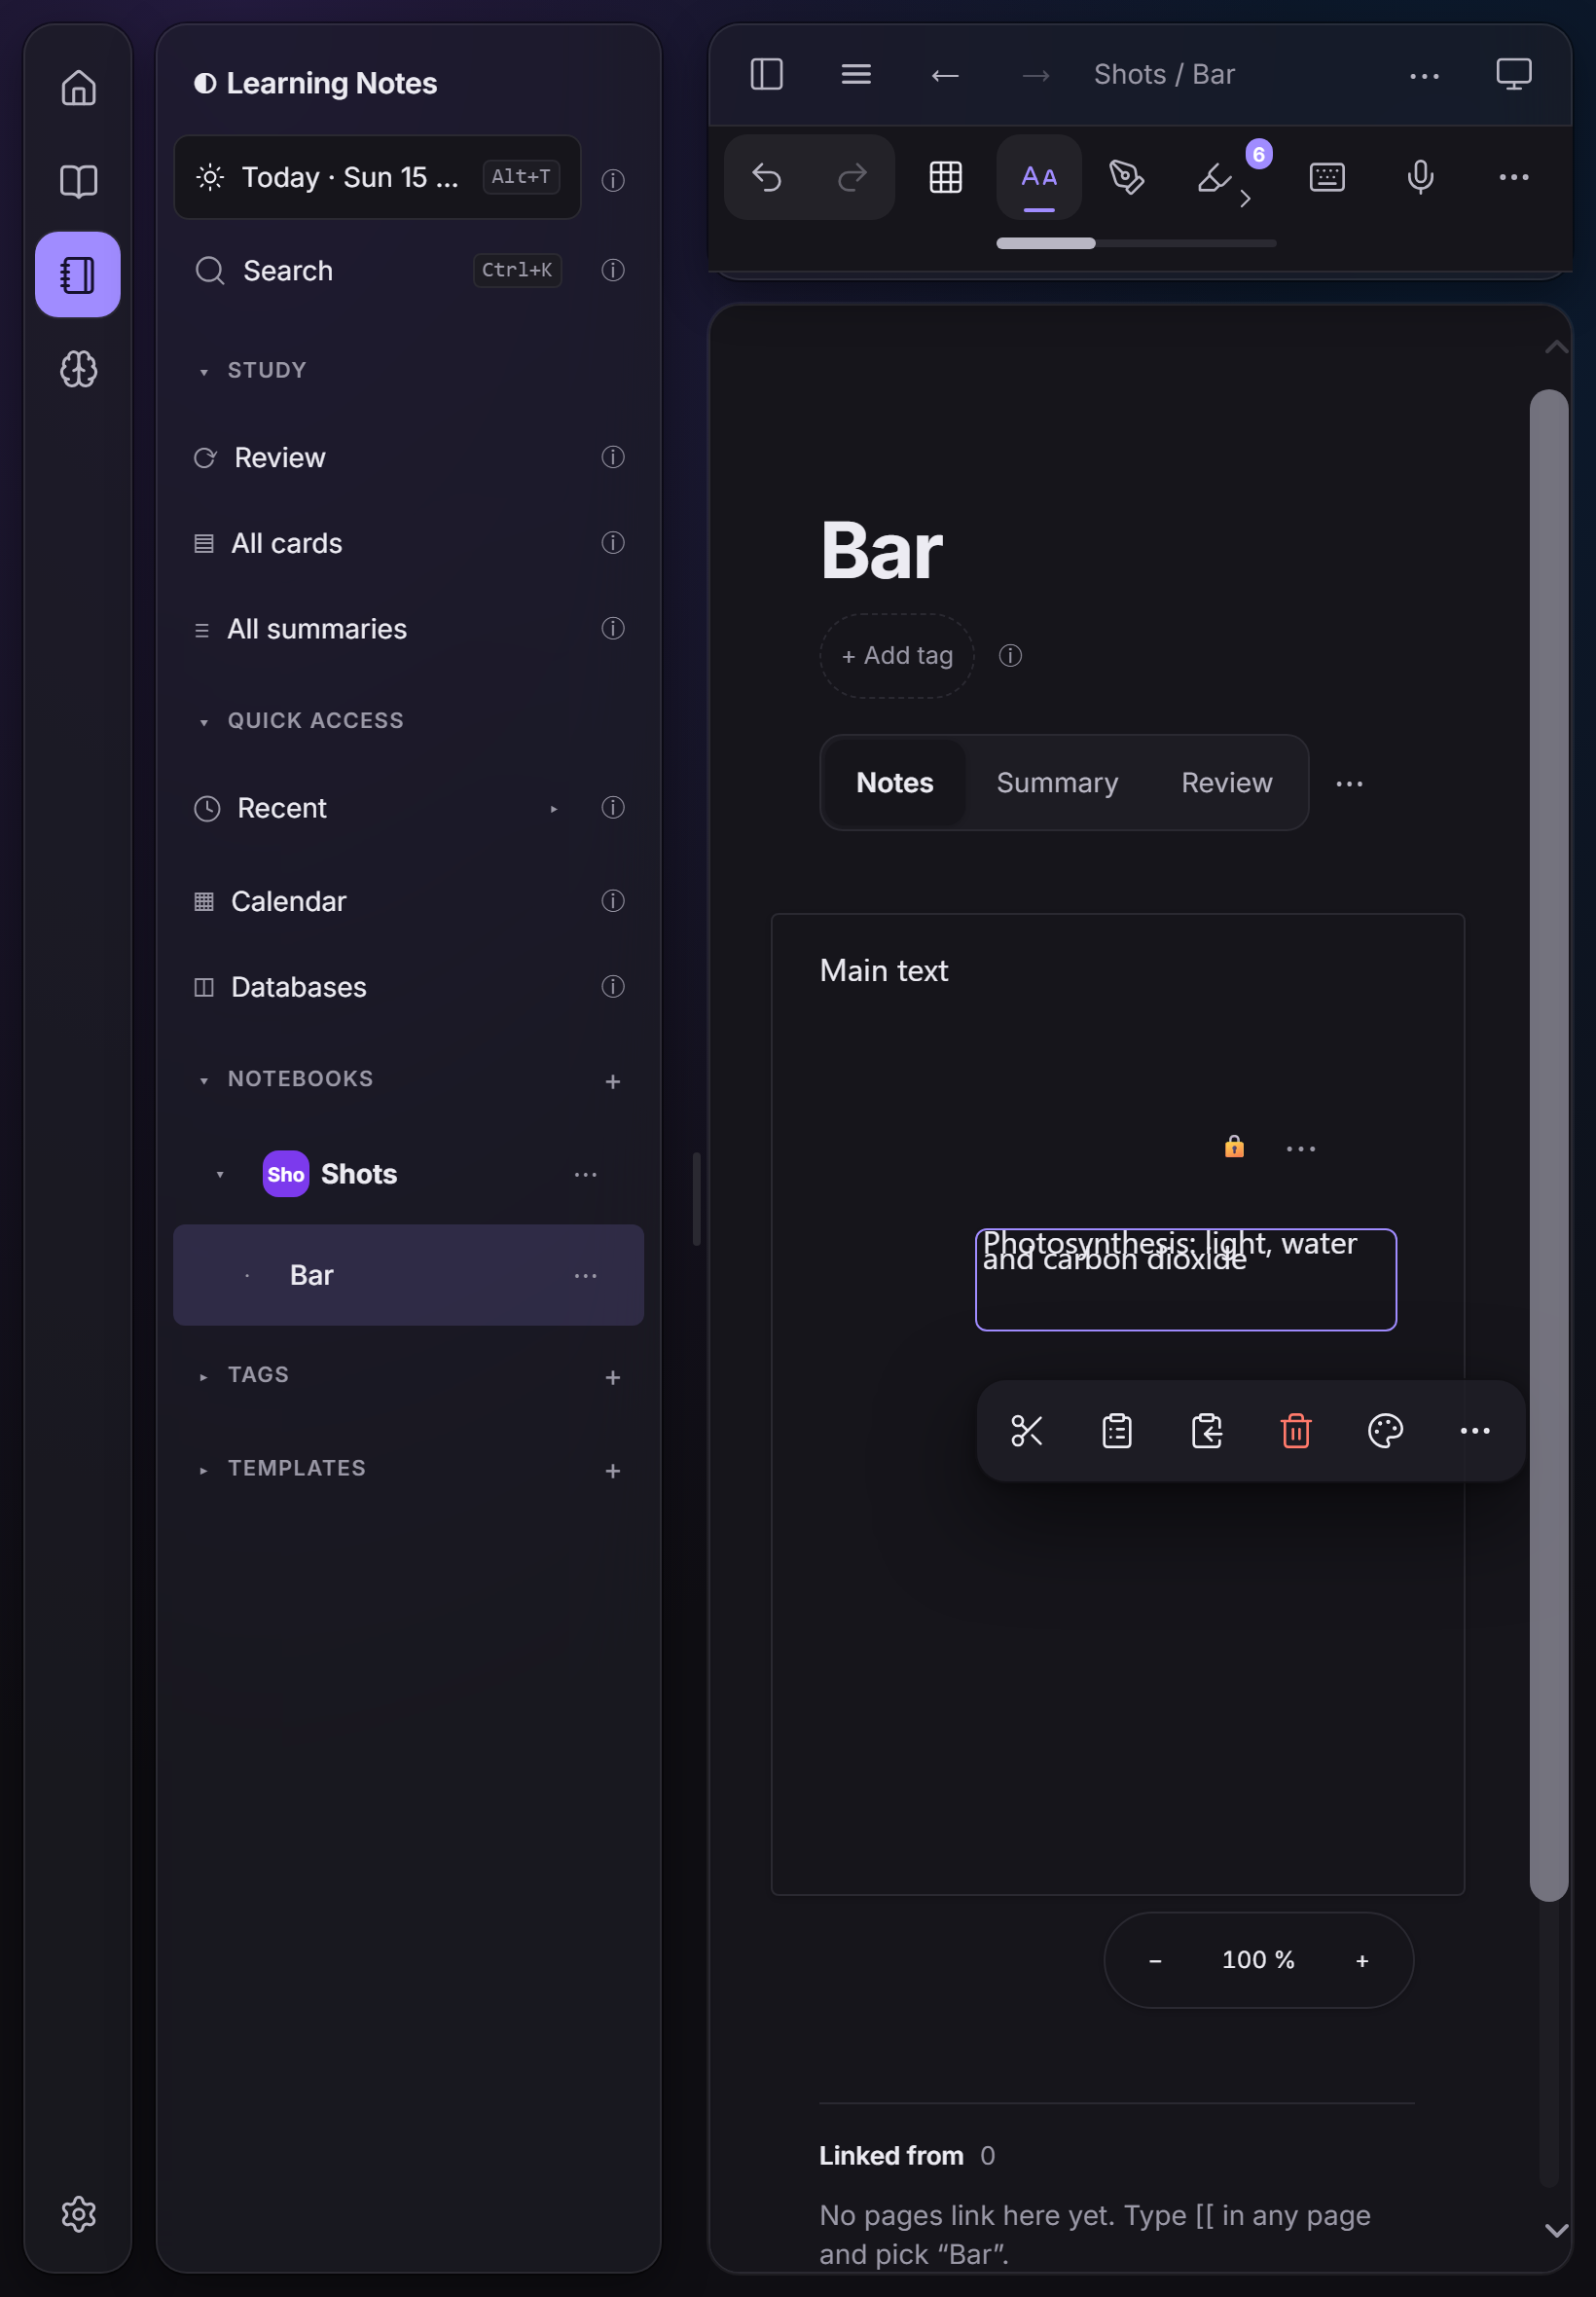 Learning Notes
Today · Sun 15 ... Alt+T
Search Ctrl+K
STUDY
Review
All cards
All summaries
QUICK ACCESS
Recent
Calendar
Databases
NOTEBOOKS
Sho Shots
Bar
TAGS
TEMPLATES
Shots / Bar
AA
6
Bar
+ Add tag
Notes Summary Review
Main text
Photosynthesis: light, water
and carbon dioxide
− 100 % +
Linked from 0
No pages link here yet. Type [[ in any page
and pick “Bar”.